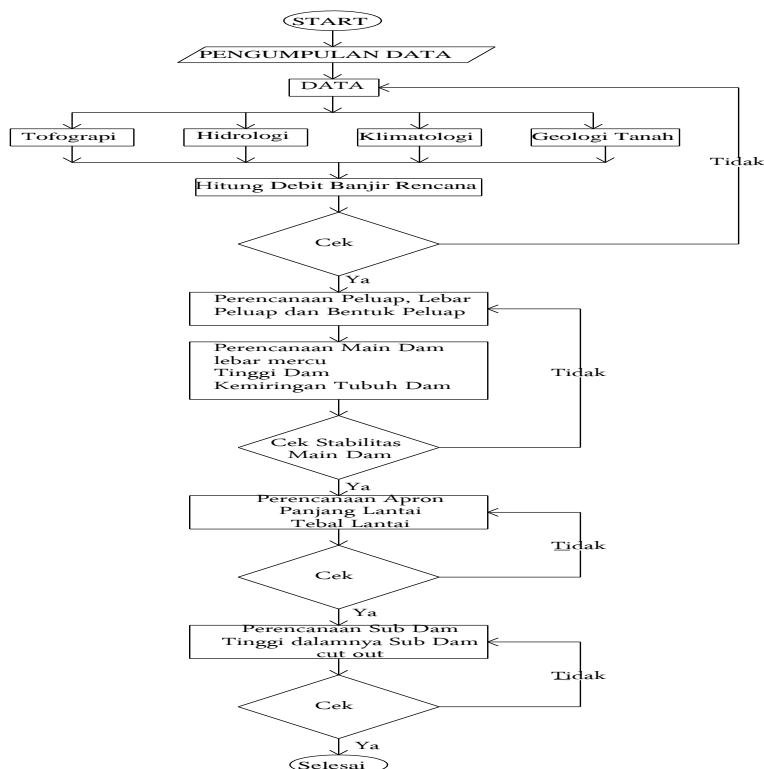 START
PENGUMPULAN DATA
DATA
Tofograpi
Hidrologi
Klimatologi
Geologi Tanah
Tidak
Hitung Debit Banjir Rencana
Cek
Ya
Perencanaan Peluap, Lebar
Peluap dan Bentuk Peluap
Perencanaan Main Dam
lebar mercu
Tinggi Dam
Kemiringan Tubuh Dam
Tidak
Cek Stabilitas
Main Dam
Ya
Perencanaan Apron
Panjang Lantai
Tebal Lantai
Tidak
Cek
Ya
Perencanaan Sub Dam
Tinggi dalamnya Sub Dam
cut out
Tidak
Cek
Ya
Selesai